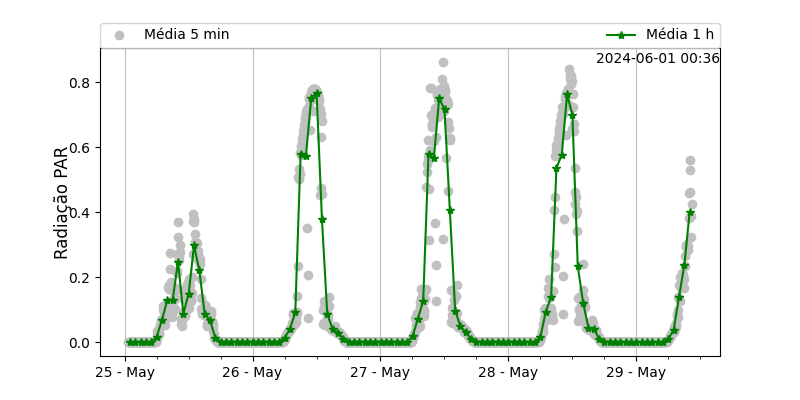 Média 5 min
Média 1 h
2024-06-01 00:36
Radiação PAR
0.8
0.6
0.4
0.2
0.0
25 - May
26 - May
27 - May
28 - May
29 - May